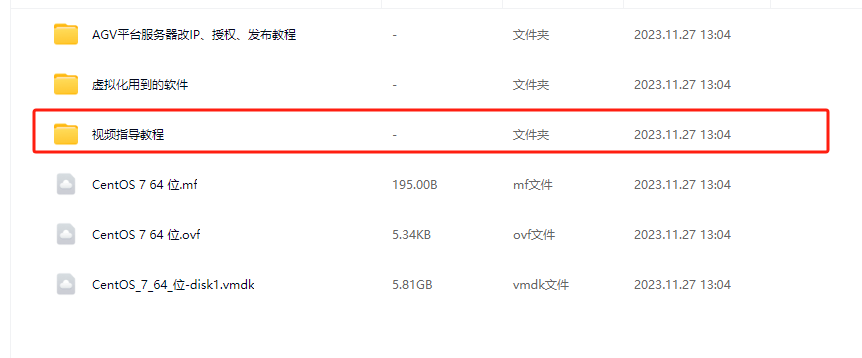 AGV平台服务器改IP、授权、发布教程 - 文件夹 2023.11.27 13:04
虚拟化用到的软件 - 文件夹 2023.11.27 13:04
视频指导教程 - 文件夹 2023.11.27 13:04
CentOS 7 64 位.mf 195.00B mf文件 2023.11.27 13:04
CentOS 7 64 位.ovf 5.34KB ovf文件 2023.11.27 13:04
CentOS_7_64_位-disk1.vmdk 5.81GB vmdk文件 2023.11.27 13:04